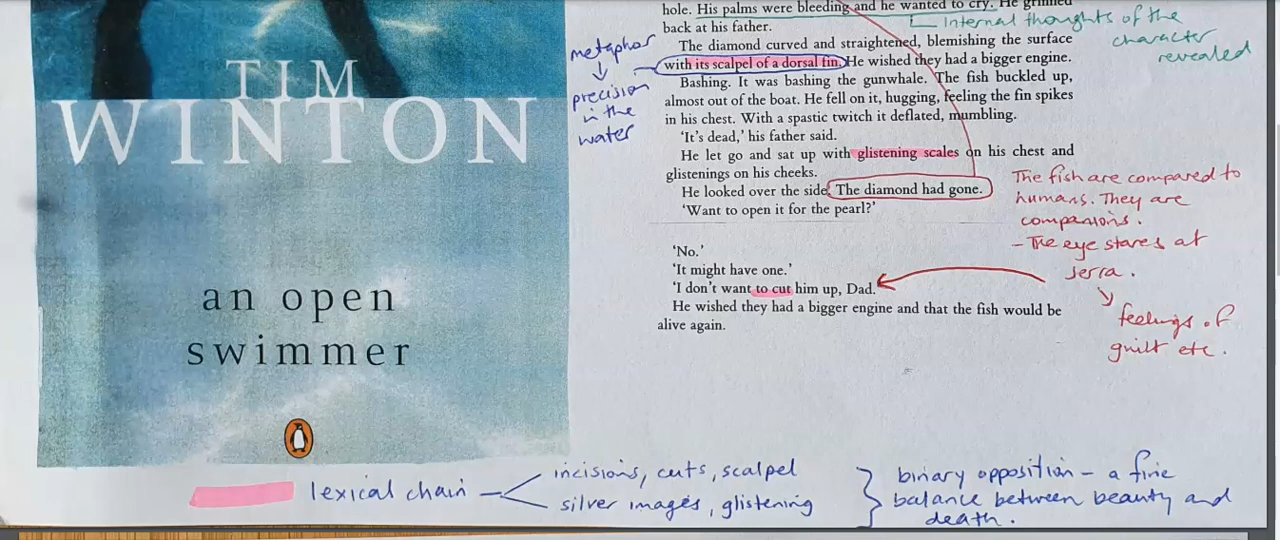 TIM
WINTON
an open
swimmer
hole. His palms were bleeding and he wanted to cry. He grinned
back at his father.
The diamond curved and straightened, blemishing the surface
with its scalpel of a dorsal fin. He wished they had a bigger engine.
Bashing. It was bashing the gunwhale. The fish buckled up,
almost out of the boat. He fell on it, hugging, feeling the fin spikes
in his chest. With a spastic twitch it deflated, mumbling.
‘It’s dead,’ his father said.
He let go and sat up with glistening scales on his chest and
glistenings on his cheeks.
He looked over the side. The diamond had gone.
‘Want to open it for the pearl?’
‘No.’
‘It might have one.’
‘I don’t want to cut him up, Dad.’
He wished they had a bigger engine and that the fish would be
alive again.
Internal thoughts of the
character
revealed
metaphor
precision
in the
water
The fish are compared to
humans. They are
companions.
- The eye stares at
Jerra.
feelings of
guilt etc.
lexical chain
incisions, cuts, scalpel
silver images, glistening
binary opposition – a fine
balance between beauty and
death.